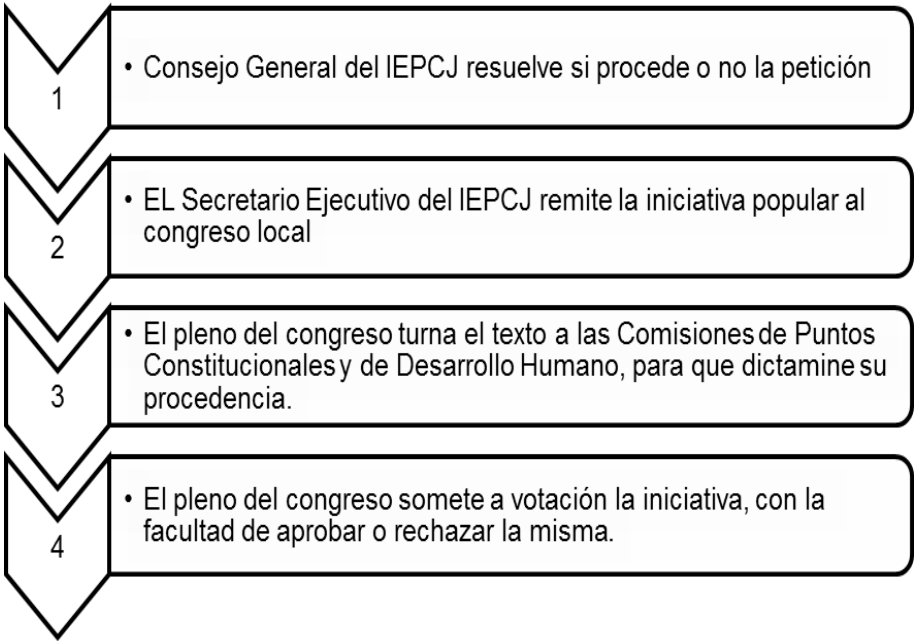 1
• Consejo General del IEPCJ resuelve si procede o no la petición
2
• EL Secretario Ejecutivo del IEPCJ remite la iniciativa popular al
congreso local
3
• El pleno del congreso turna el texto a las Comisiones de Puntos
Constitucionales y de Desarrollo Humano, para que dictamine su
procedencia.
4
• El pleno del congreso somete a votación la iniciativa, con la
facultad de aprobar o rechazar la misma.